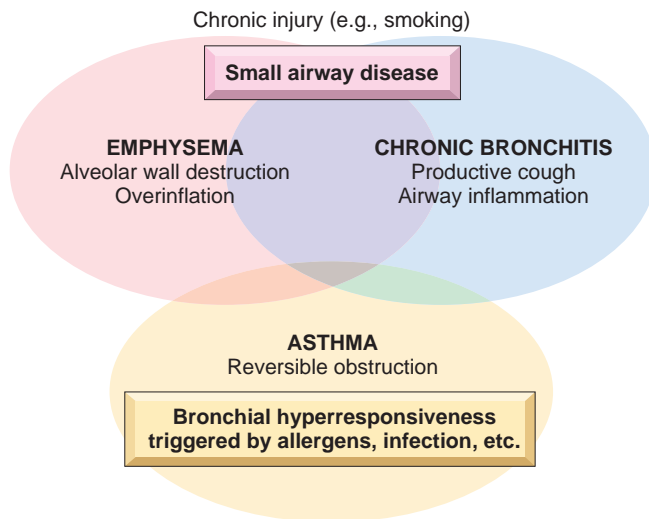 Chronic injury (e.g., smoking)
Small airway disease
EMPHYSEMA
Alveolar wall destruction
Overinflation
CHRONIC BRONCHITIS
Productive cough
Airway inflammation
ASTHMA
Reversible obstruction
Bronchial hyperresponsiveness
triggered by allergens, infection, etc.